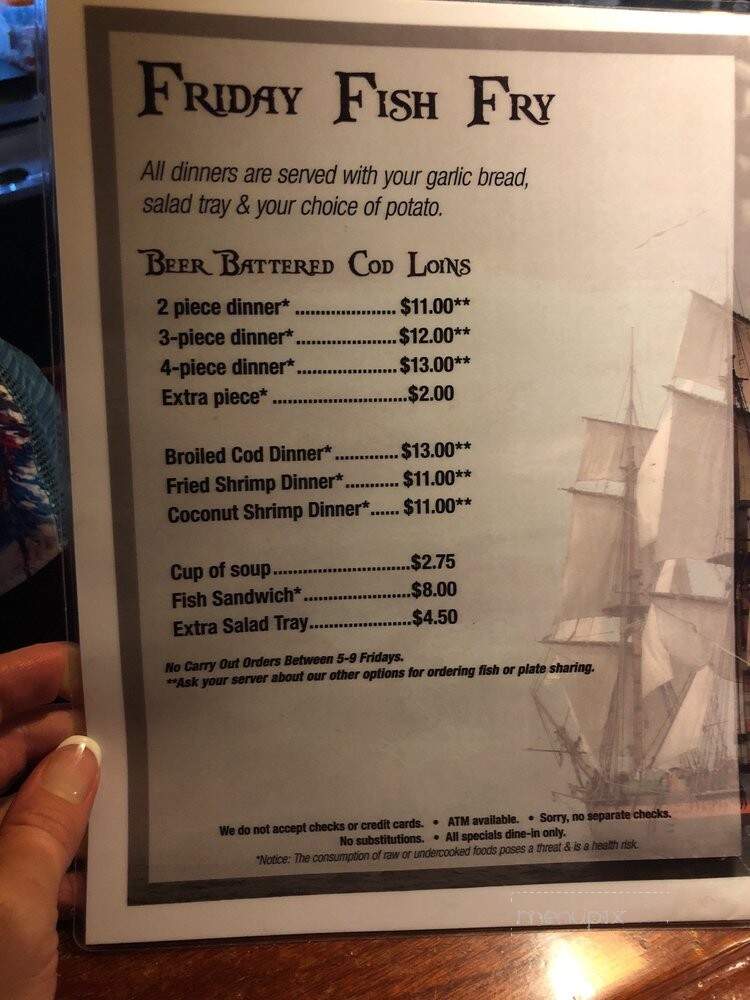 Friday Fish Fry
All dinners are served with your garlic bread,
salad tray & your choice of potato.
Beer Battered Cod Loins
2 piece dinner* ..................... $11.00**
3-piece dinner*..................... $12.00**
4-piece dinner*..................... $13.00**
Extra piece* ............................$2.00
Broiled Cod Dinner* ............. $13.00**
Fried Shrimp Dinner*........... $11.00**
Coconut Shrimp Dinner*...... $11.00**
Cup of soup............................$2.75
Fish Sandwich*......................$8.00
Extra Salad Tray.....................$4.50
No Carry Out Orders Between 5-9 Fridays.
**Ask your server about our other options for ordering fish or plate sharing.
We do not accept checks or credit cards. • ATM available. • Sorry, no separate checks.
No substitutions. • All specials dine-in only.
*Notice: The consumption of raw or undercooked foods poses a threat & is a health risk.
menupix